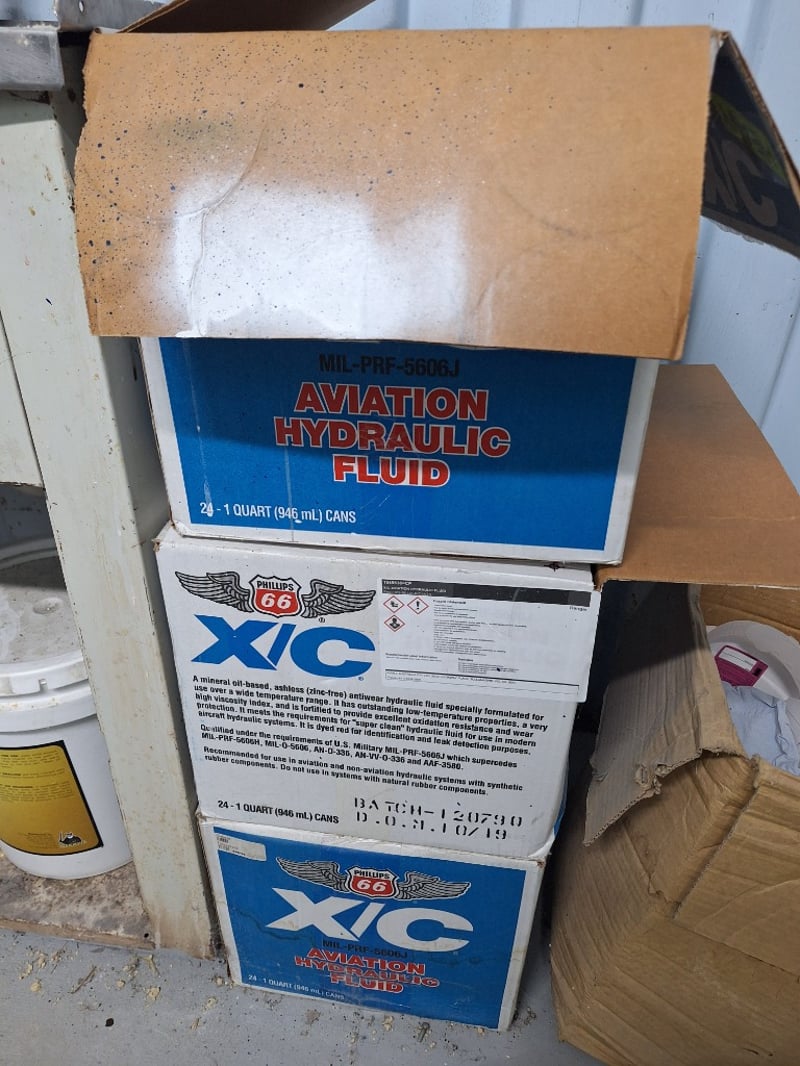 X/C
MIL-PRF-5606J
AVIATION
HYDRAULIC
FLUID
24 - 1 QUART (946 mL) CANS
PHILLIPS
66
X/C
A mineral oil-based, ashless (zinc-free) antiwear hydraulic fluid specially formulated for
use over a wide temperature range. It has outstanding low-temperature properties, a very
high viscosity index, and is fortified to provide excellent oxidation resistance and wear
protection. It meets the requirements for "super clean" hydraulic fluid for use in modern
aircraft hydraulic systems. It is dyed red for identification and leak detection purposes.
Qualified under the requirements of U.S. Military MIL-PRF-5606J which supercedes
MIL-PRF-5606H, MIL-O-5606, AN-O-336, AN-VV-O-336 and AAF-3580.
Recommended for use in aviation and non-aviation hydraulic systems with synthetic
rubber components. Do not use in systems with natural rubber components.
24 - 1 QUART (946 mL) CANS
BATCH-120790
D.O.M.10/19
PHILLIPS
66
X/C
MIL-PRF-5606J
AVIATION
HYDRAULIC
FLUID
24 - 1 QUART (946 mL) CANS